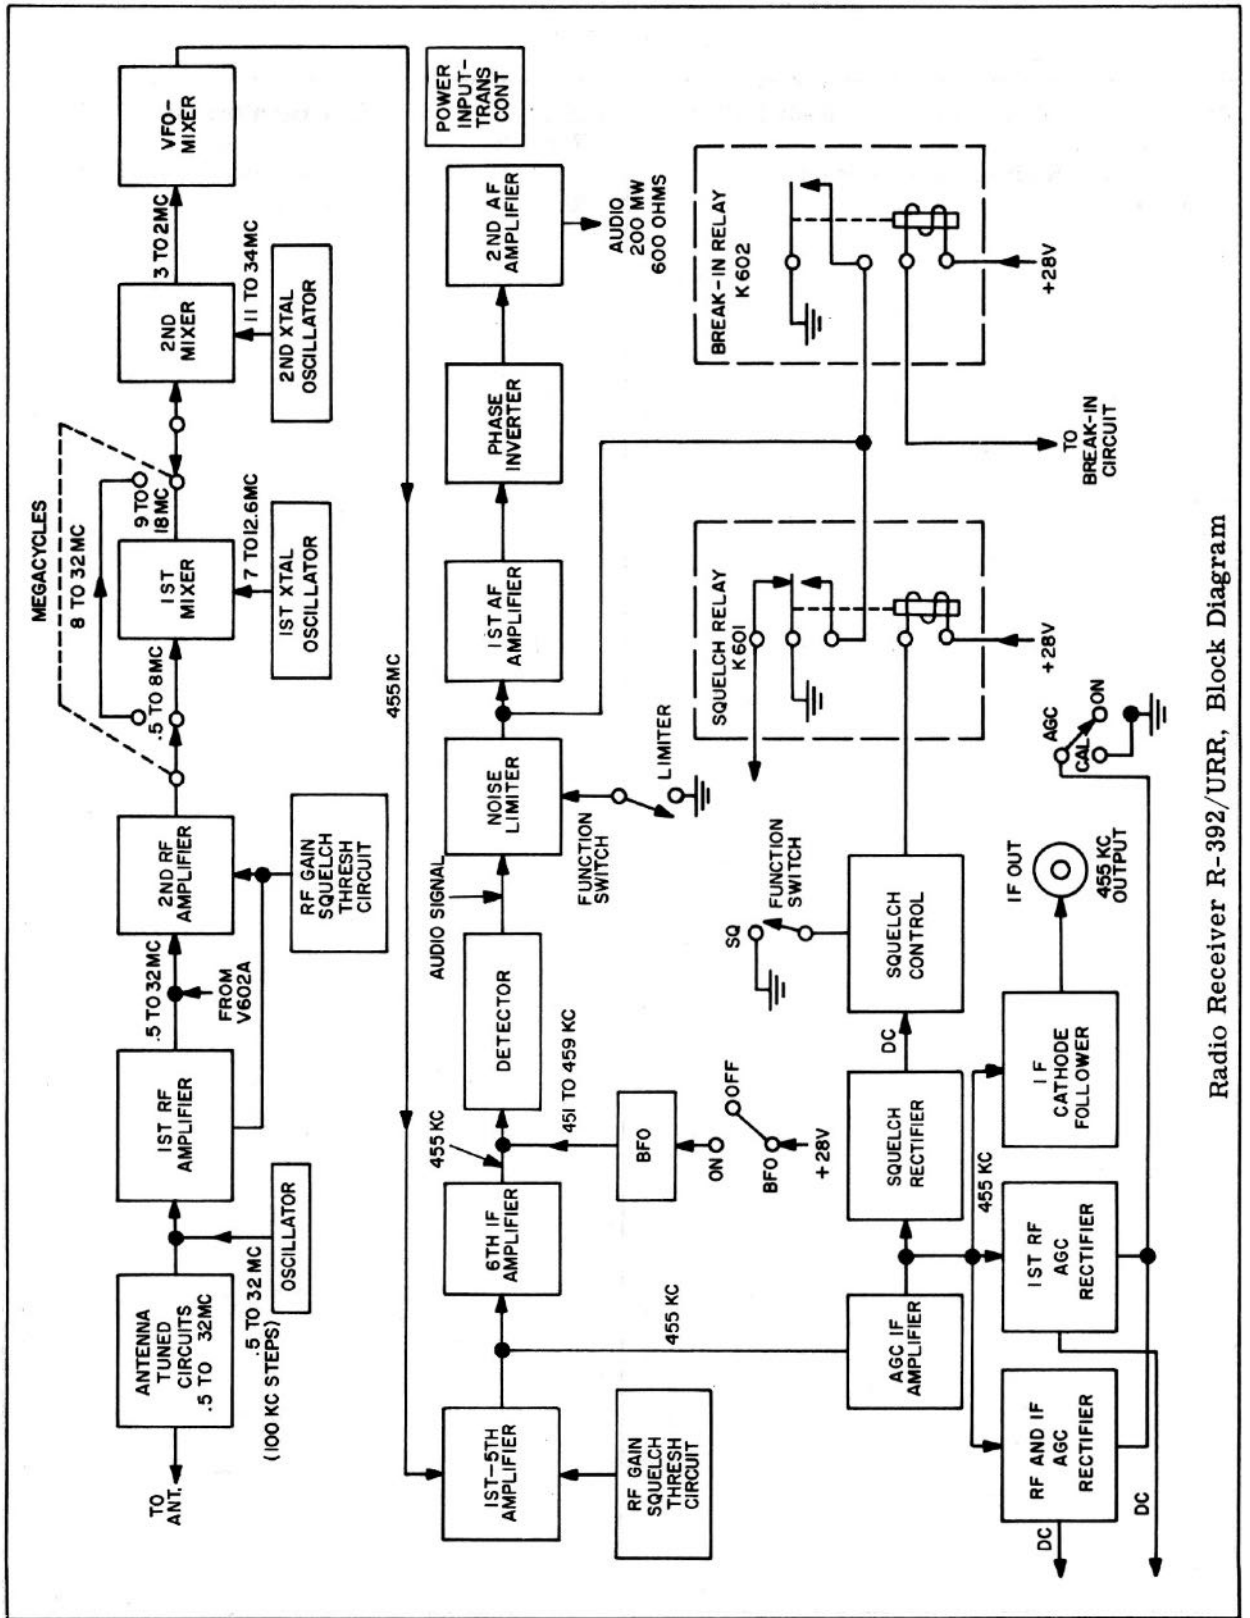 TO
ANT.
ANTENNA
TUNED
CIRCUITS
.5 TO 32MC
.5 TO 32 MC
(100 KC STEPS)
OSCILLATOR
1ST RF
AMPLIFIER
.5 TO 32MC
FROM
V602A
2ND RF
AMPLIFIER
RF GAIN
SQUELCH
THRESH
CIRCUIT
MEGACYCLES
8 TO 32MC
.5 TO 8MC
1ST
MIXER
9 TO
18MC
7 TO 12.6MC
1ST XTAL
OSCILLATOR
2ND
MIXER
11 TO 34MC
2ND XTAL
OSCILLATOR
3 TO 2MC
VFO-
MIXER
455MC
1ST-5TH
AMPLIFIER
RF GAIN
SQUELCH
THRESH
CIRCUIT
6TH IF
AMPLIFIER
455 KC
455 KC
451 TO 459 KC
BFO
ON
OFF
BFO
+28V
DETECTOR
AUDIO SIGNAL
NOISE
LIMITER
FUNCTION
SWITCH
LIMITER
1ST AF
AMPLIFIER
PHASE
INVERTER
2ND AF
AMPLIFIER
AUDIO
200 MW
600 OHMS
POWER
INPUT-
TRANS
CONT
AGC IF
AMPLIFIER
SQUELCH
RECTIFIER
DC
SQUELCH
CONTROL
SQ
FUNCTION
SWITCH
SQUELCH RELAY
K601
+28V
TO
BREAK-IN
CIRCUIT
BREAK-IN RELAY
K602
+28V
RF AND IF
AGC
RECTIFIER
DC
DC
1ST RF
AGC
RECTIFIER
455 KC
IF
CATHODE
FOLLOWER
IF OUT
455 KC
OUTPUT
AGC
CAL
ON
Radio Receiver R-392/URR, Block Diagram